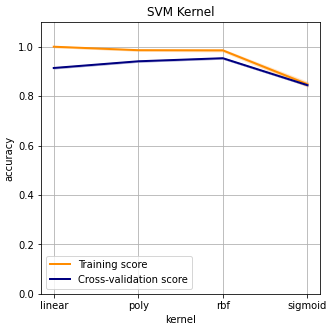 SVM Kernel
1.0
0.8
0.6
0.4
0.2
0.0
accuracy
Training score
Cross-validation score
linear poly rbf sigmoid
kernel